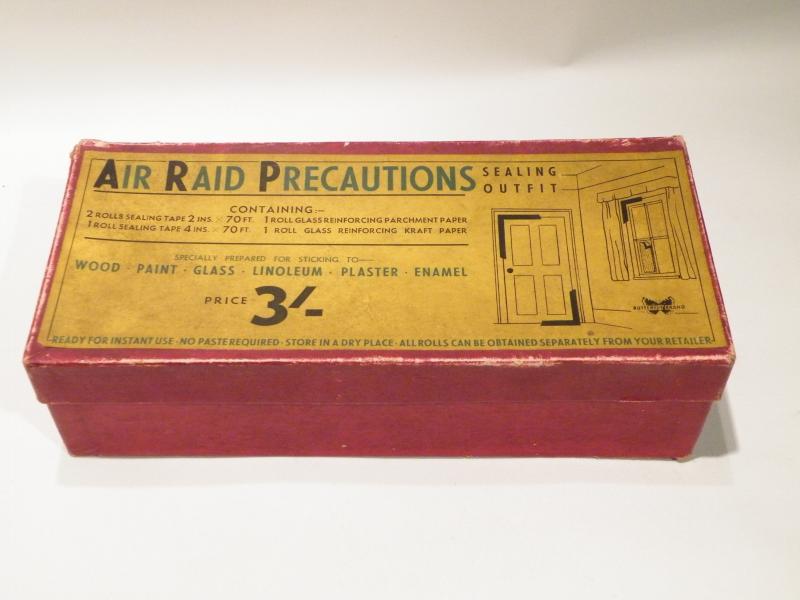 AIR RAID PRECAUTIONS SEALING OUTFIT
CONTAINING:-
2 ROLLS SEALING TAPE 2 INS. × 70 FT. 1 ROLL GLASS REINFORCING PARCHMENT PAPER
1 ROLL SEALING TAPE 4 INS. × 70 FT. 1 ROLL GLASS REINFORCING KRAFT PAPER
SPECIALLY PREPARED FOR STICKING TO—
WOOD · PAINT · GLASS · LINOLEUM · PLASTER · ENAMEL
PRICE 3/-
BUTTERFLY BRAND
READY FOR INSTANT USE · NO PASTE REQUIRED · STORE IN A DRY PLACE · ALL ROLLS CAN BE OBTAINED SEPARATELY FROM YOUR RETAILER